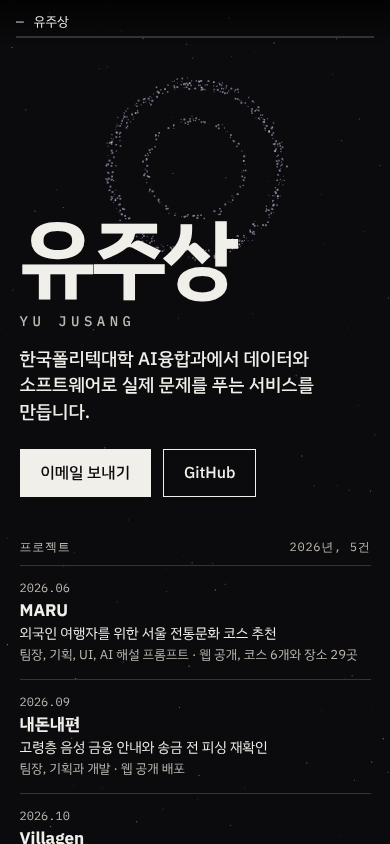 — 유주상
유주상
YU JUSANG
한국폴리텍대학 AI융합과에서 데이터와
소프트웨어로 실제 문제를 푸는 서비스를
만듭니다.
이메일 보내기
GitHub
프로젝트
2026년, 5건
2026.06
MARU
외국인 여행자를 위한 서울 전통문화 코스 추천
팀장, 기획, UI, AI 해설 프롬프트 · 웹 공개, 코스 6개와 장소 29곳
2026.09
내돈내편
고령층 음성 금융 안내와 송금 전 피싱 재확인
팀장, 기획과 개발 · 웹 공개 배포
2026.10
Villagen